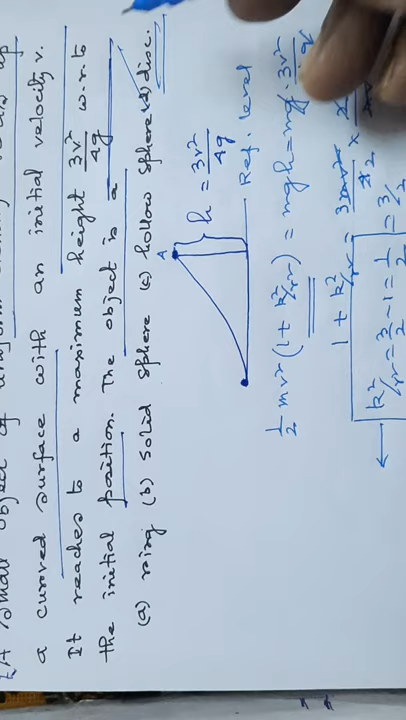 a curved surface with an initial velocity v.
It reaches to a maximum height 3v²/4g w.r.to
the initial position. The object is a
(a) ring (b) solid sphere (c) hollow sphere (d) disc.
A
h = 3v²/4g
Ref. level
1/2 mv² (1 + k²/r²) = mgh = mg · 3v²
1 + k²/r² = = 3/2
k²/r² = 3/2 - 1 = 1/2